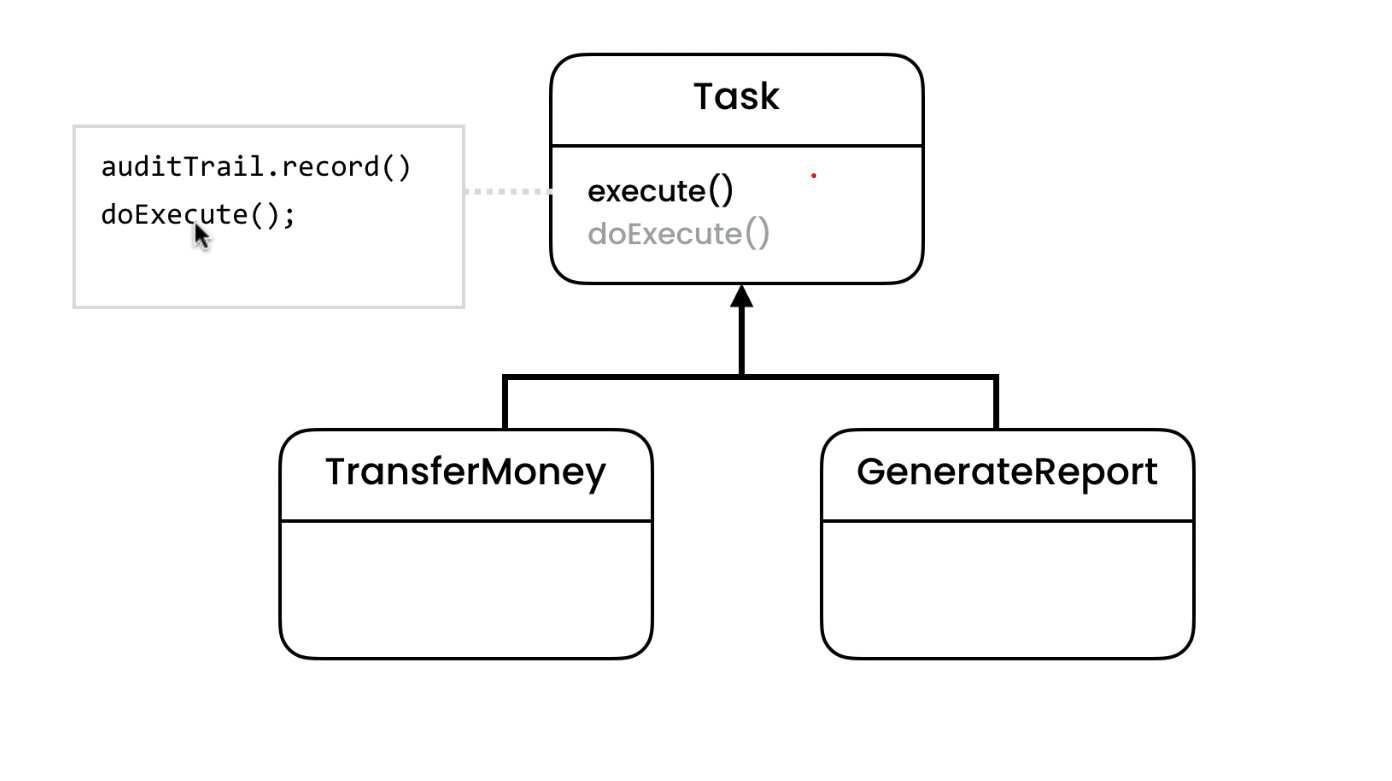 Task
auditTrail.record()
doExecute();
execute()
doExecute()
TransferMoney
GenerateReport